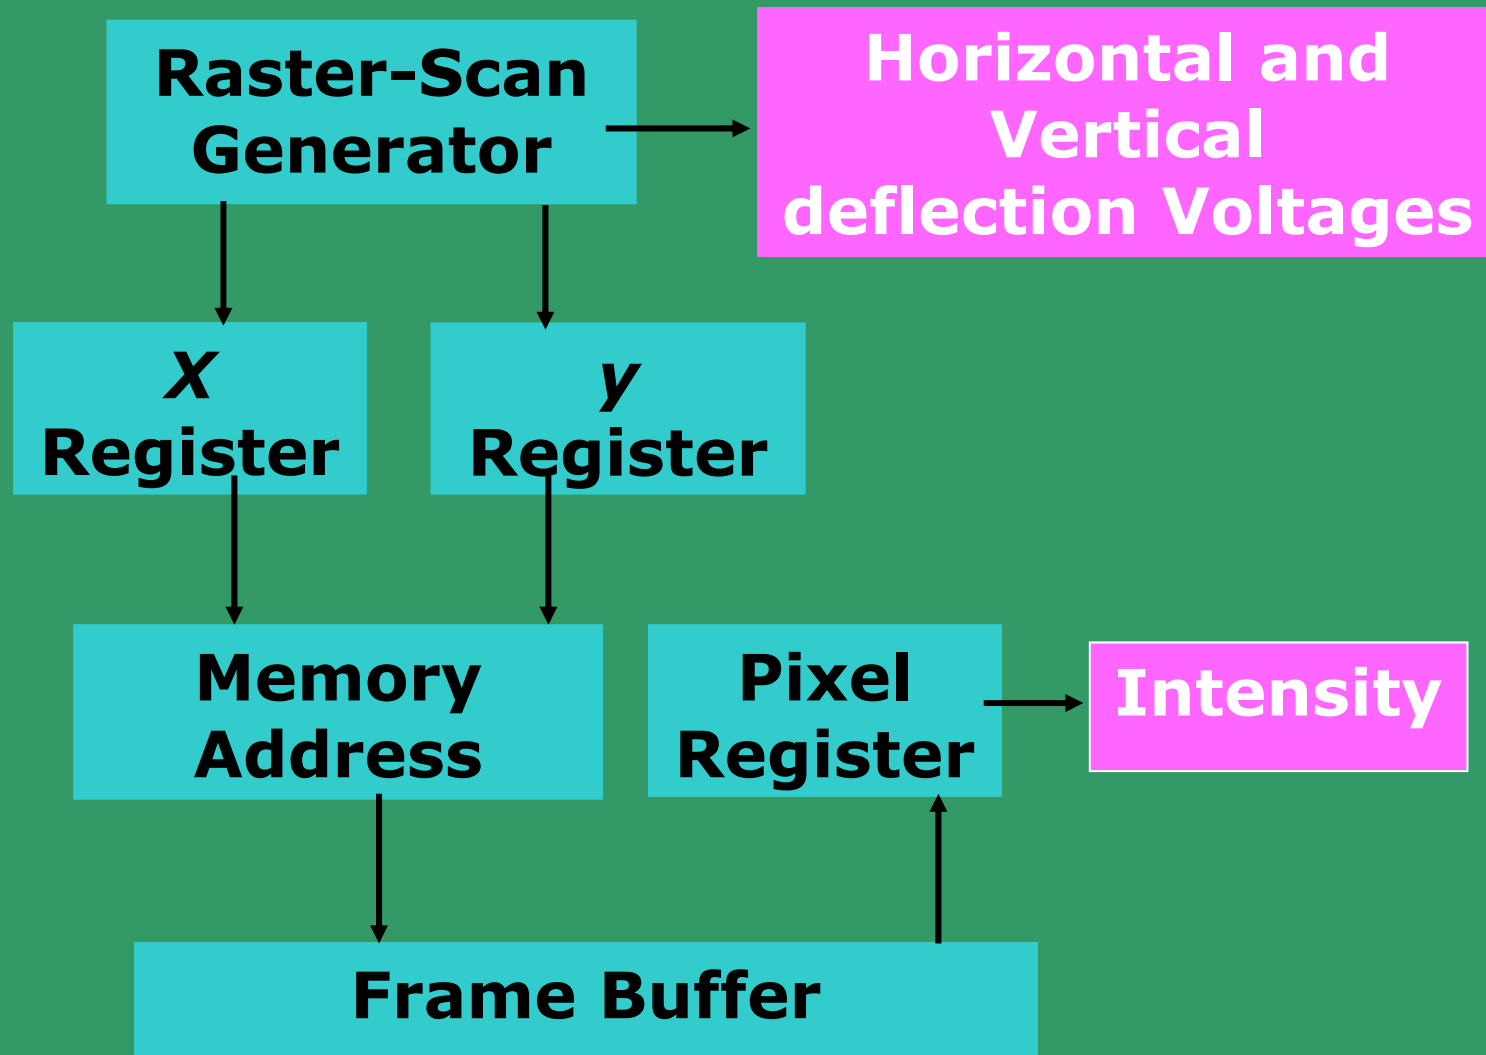 Raster-Scan
Generator
Horizontal and
Vertical
deflection Voltages
X
Register
y
Register
Memory
Address
Pixel
Register
Intensity
Frame Buffer